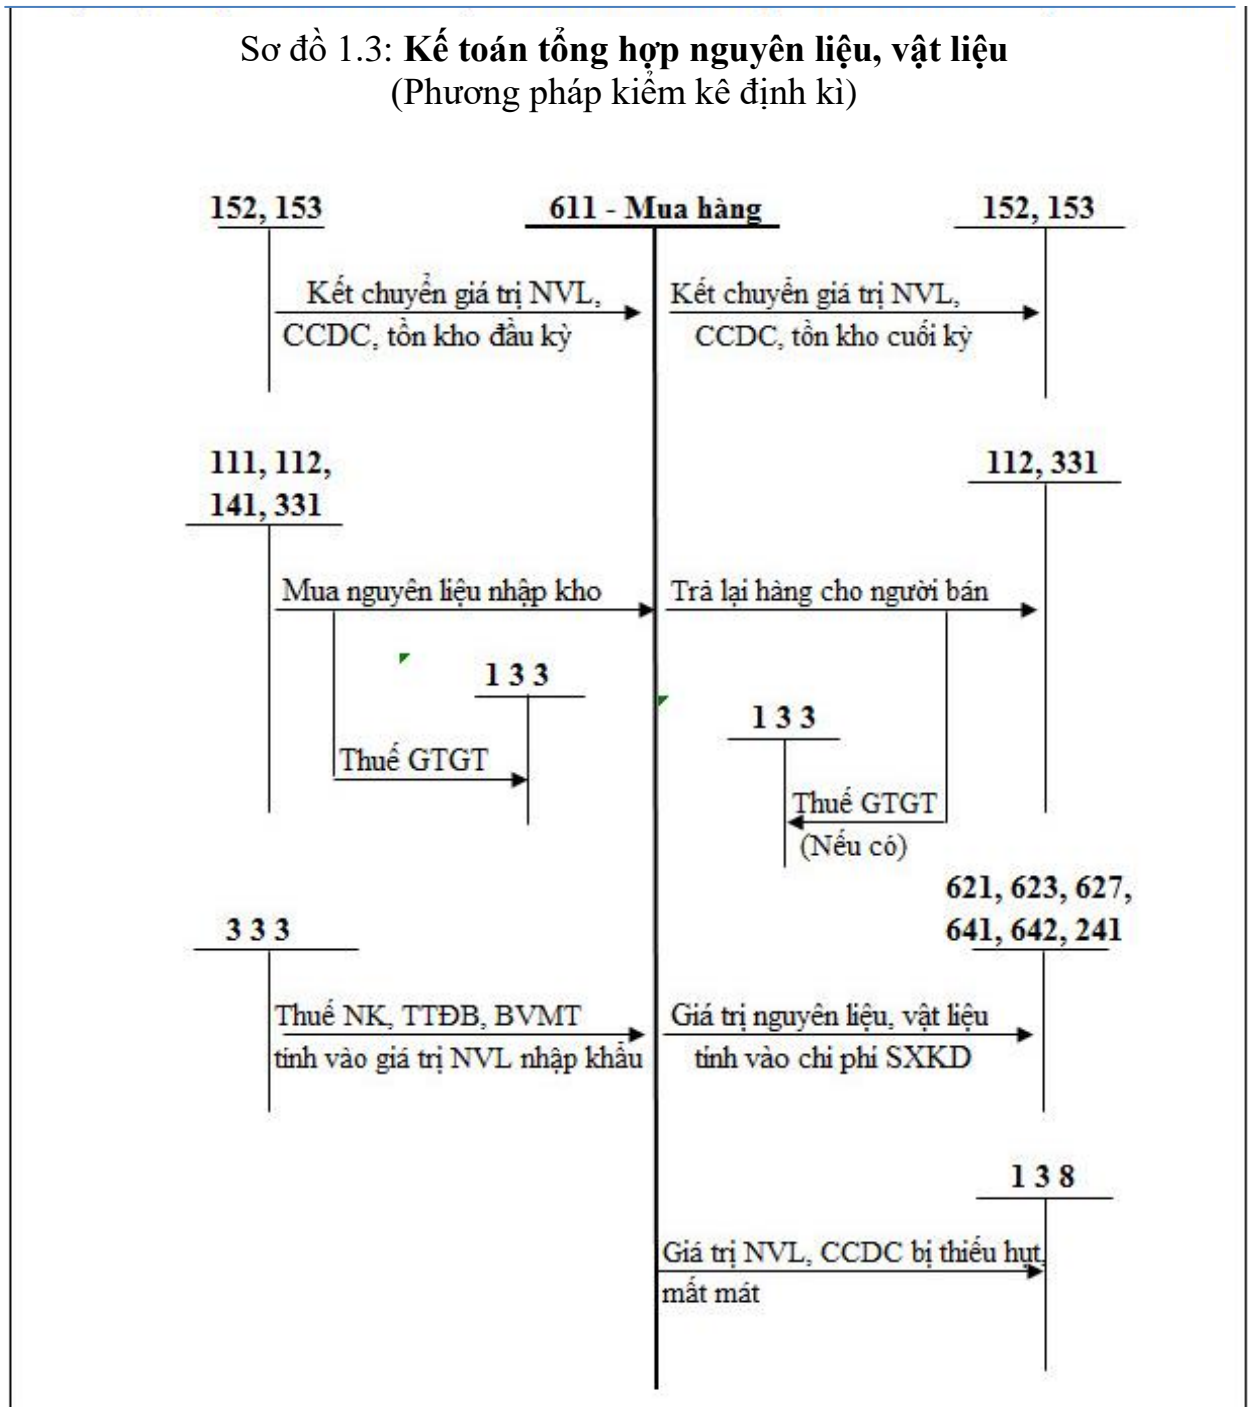 Sơ đồ 1.3: Kế toán tổng hợp nguyên liệu, vật liệu
(Phương pháp kiểm kê định kì)
152, 153
611 - Mua hàng
152, 153
Kết chuyển giá trị NVL,
CCDC, tồn kho đầu kỳ
Kết chuyển giá trị NVL,
CCDC, tồn kho cuối kỳ
111, 112,
141, 331
112, 331
Mua nguyên liệu nhập kho
Trả lại hàng cho người bán
1 3 3
Thuế GTGT
1 3 3
Thuế GTGT
(Nếu có)
3 3 3
621, 623, 627,
641, 642, 241
Thuế NK, TTĐB, BVMT
tính vào giá trị NVL nhập khẩu
Giá trị nguyên liệu, vật liệu
tính vào chi phí SXKD
1 3 8
Giá trị NVL, CCDC bị thiếu hụt,
mất mát